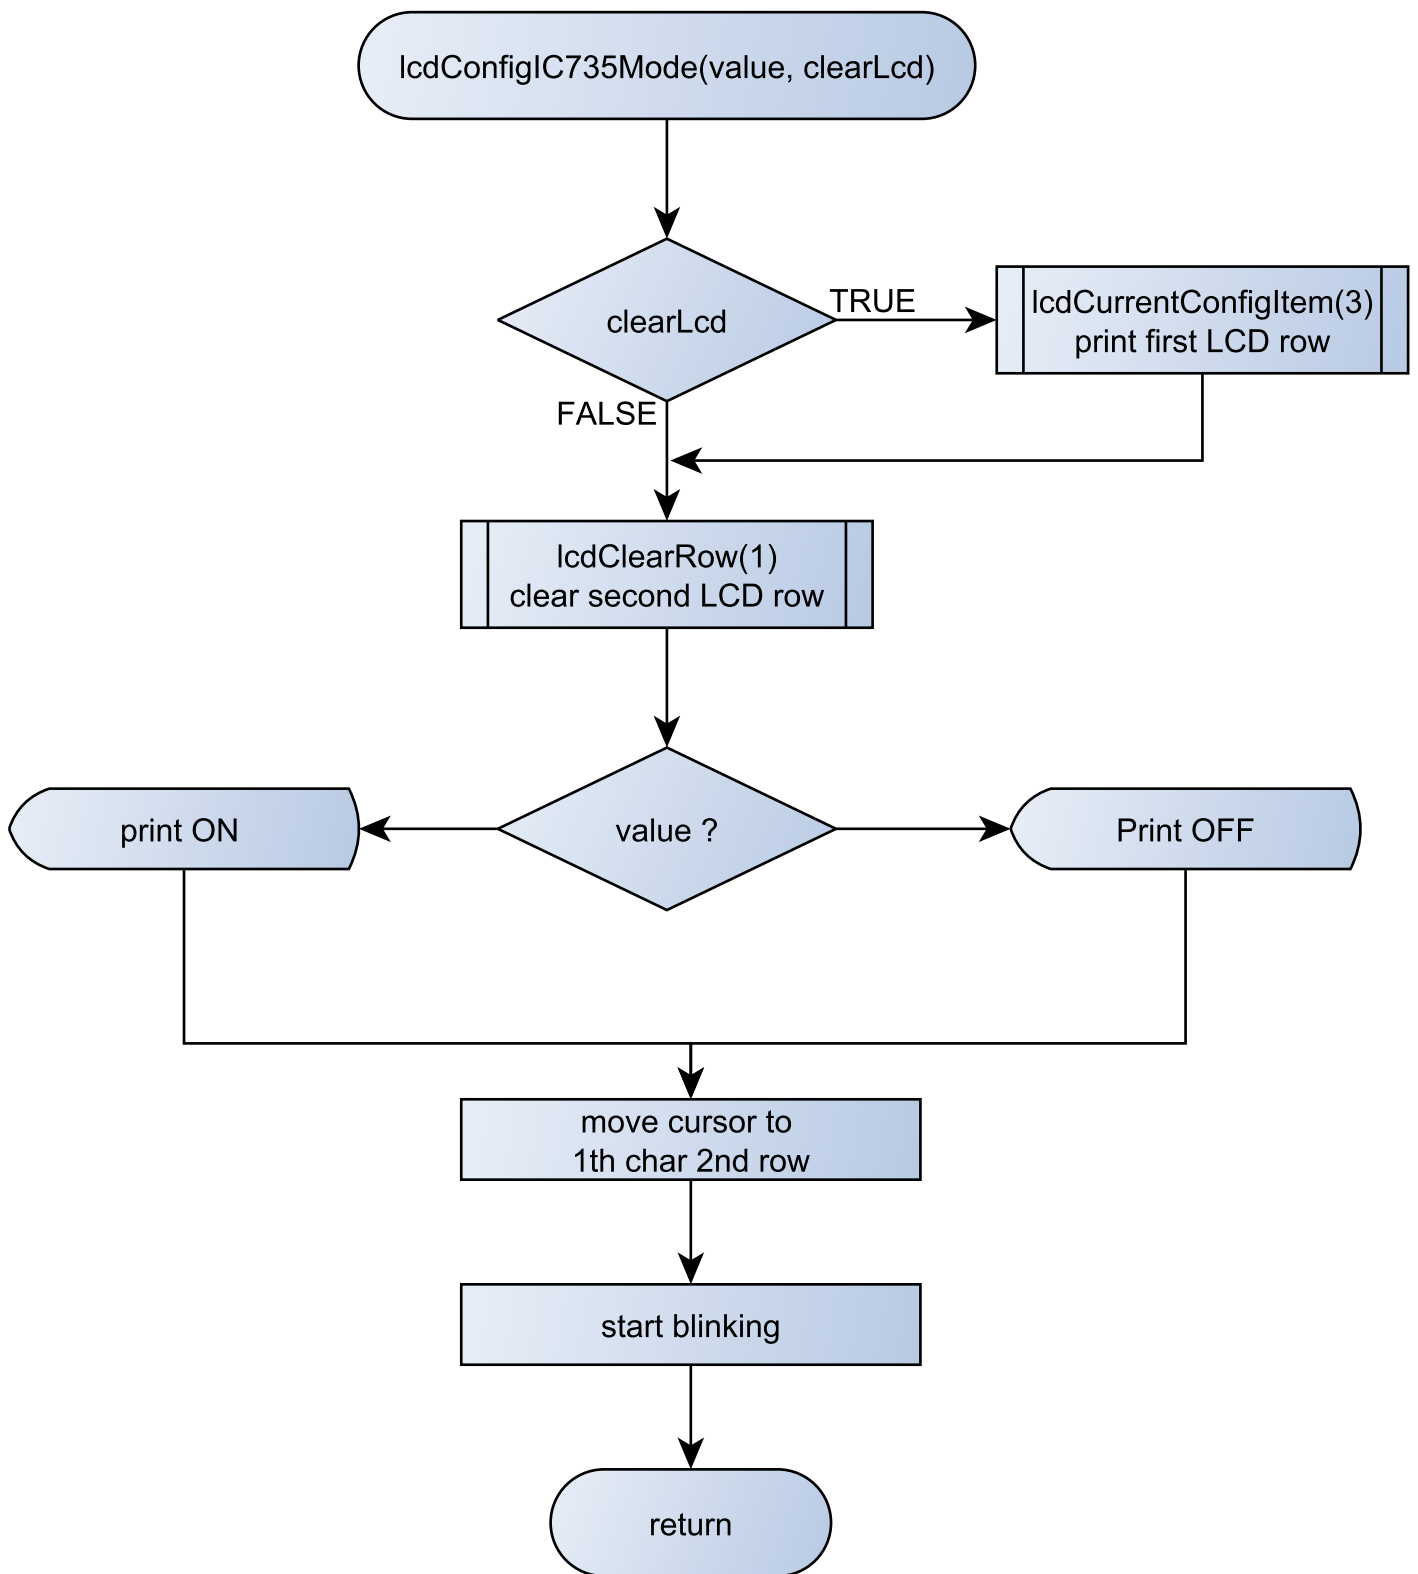 lcdConfigIC735Mode(value, clearLcd)
clearLcd
TRUE
lcdCurrentConfigItem(3)
print first LCD row
FALSE
lcdClearRow(1)
clear second LCD row
print ON
value ?
Print OFF
move cursor to
1th char 2nd row
start blinking
return